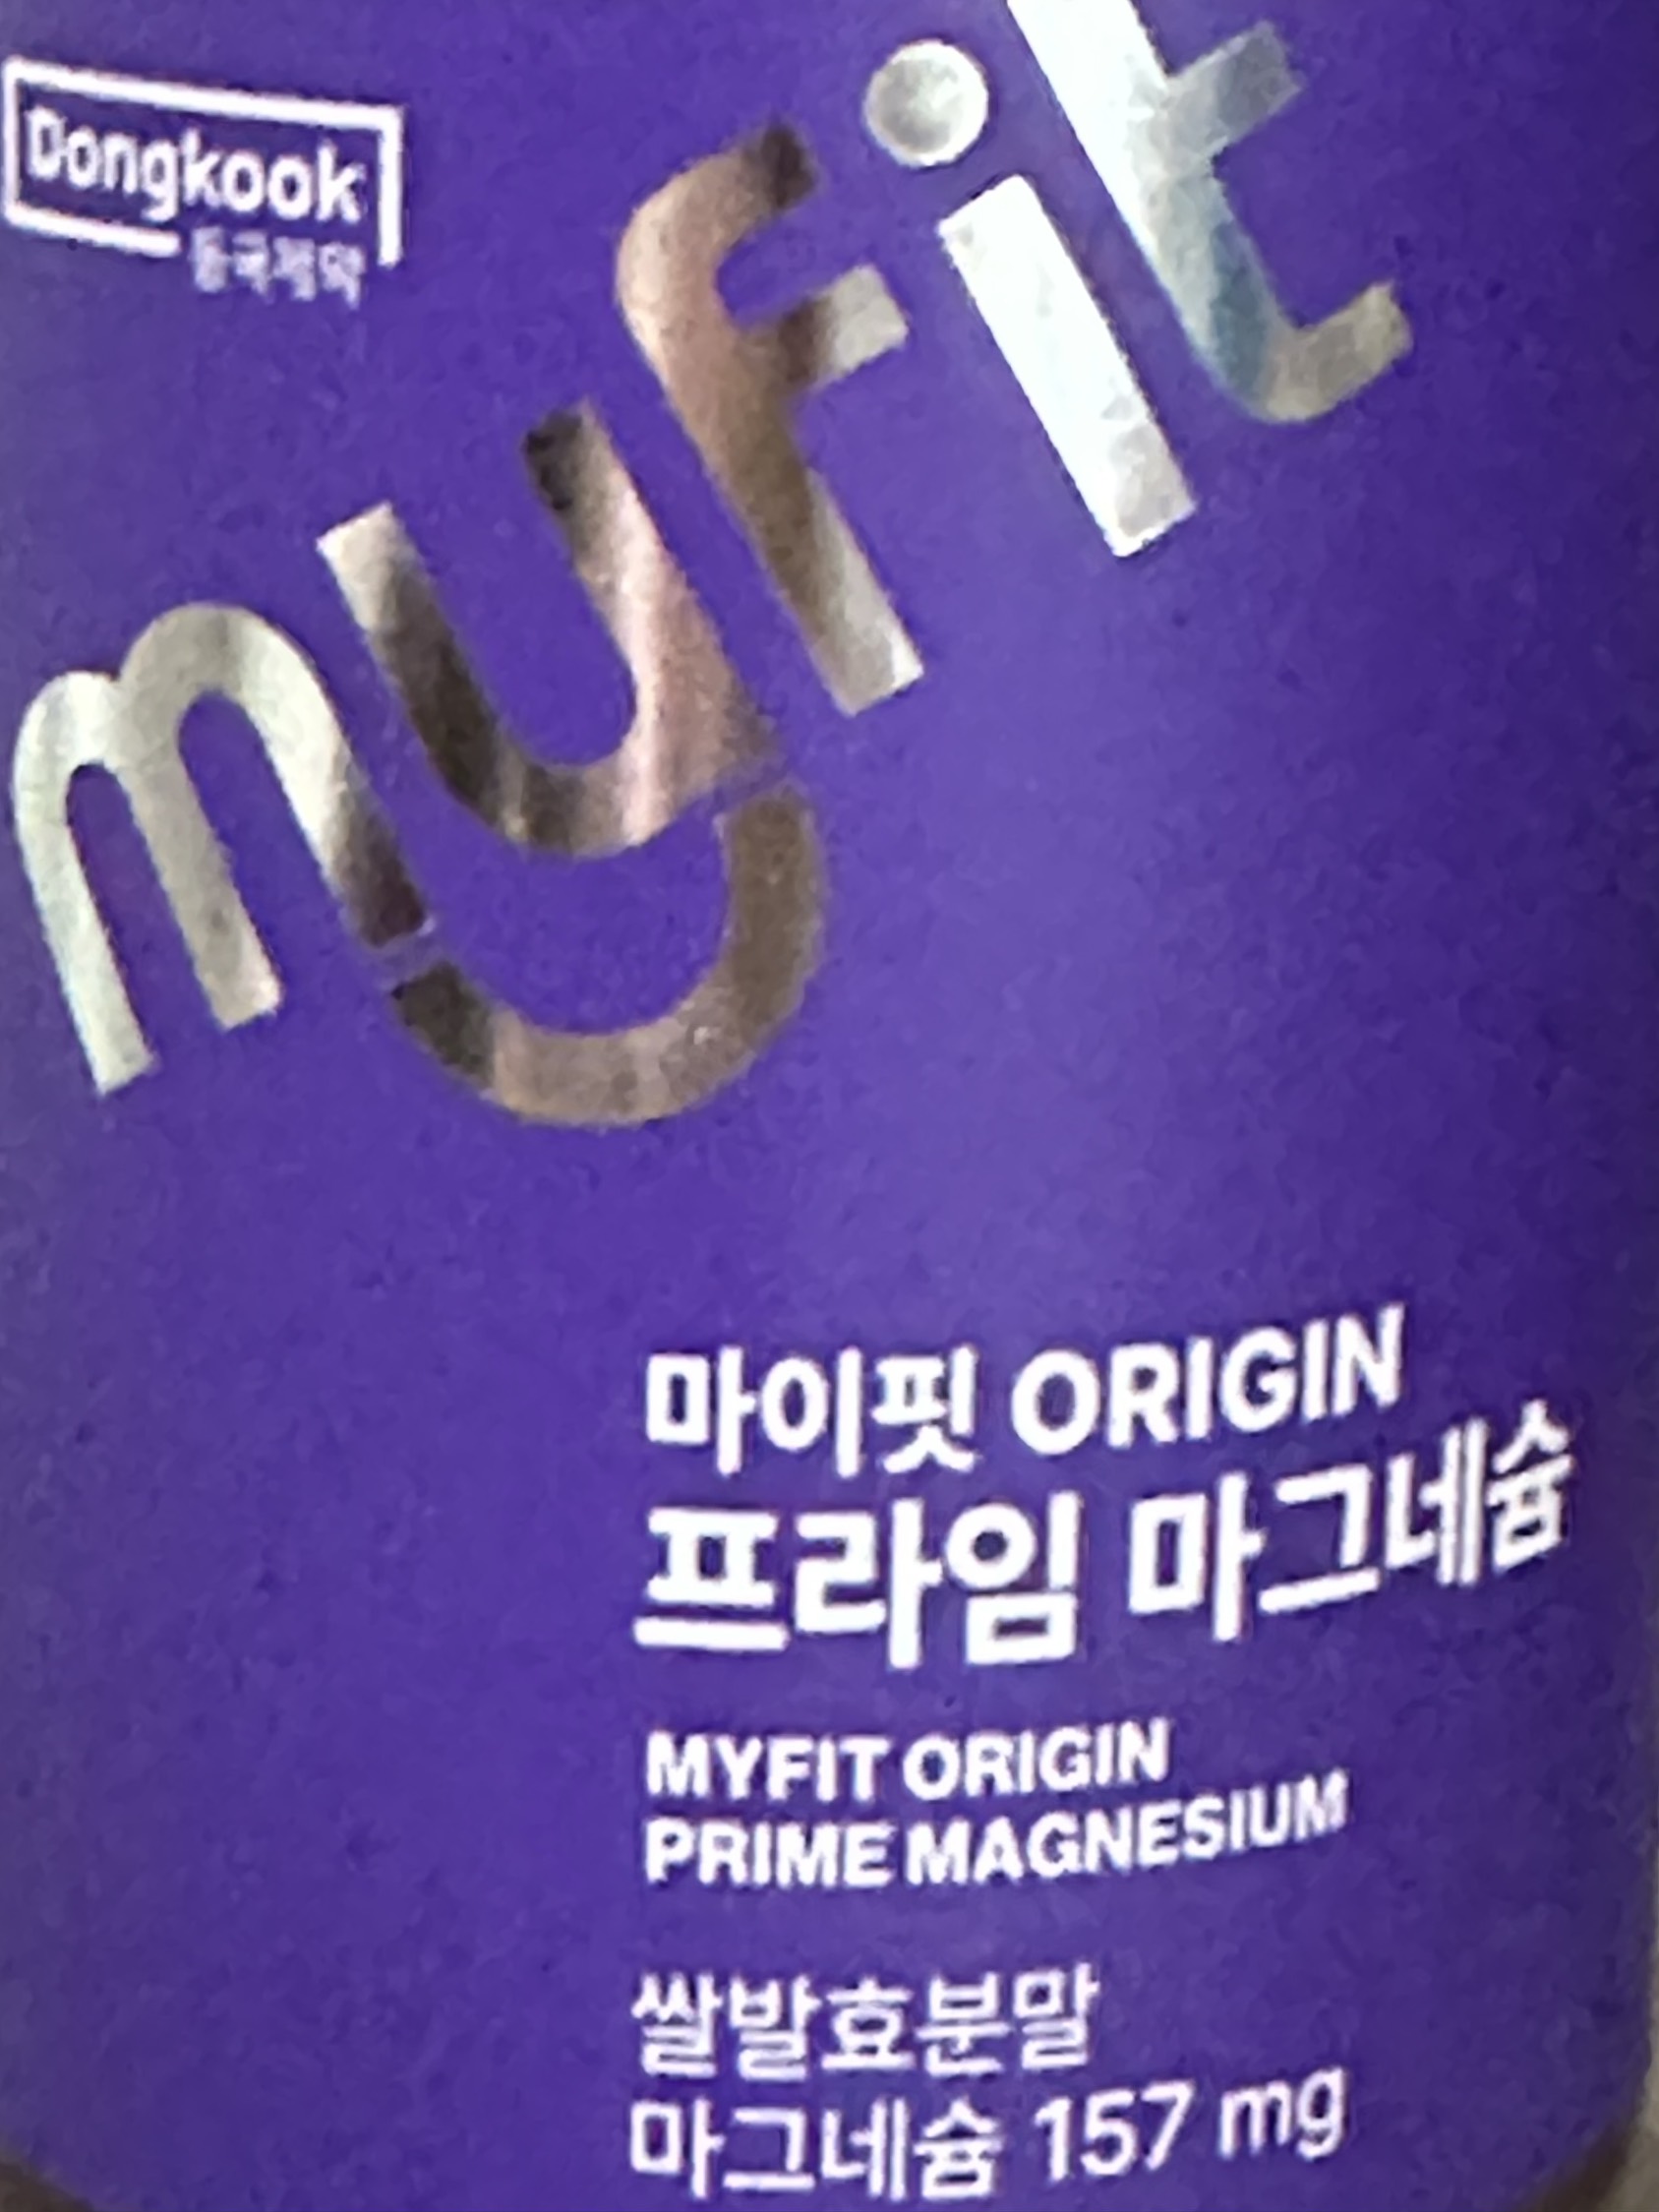 Dongkook
동국제약
myfit
마이핏 ORIGIN
프라임 마그네슘
MYFIT ORIGIN
PRIME MAGNESIUM
쌀발효분말
마그네슘 157 mg